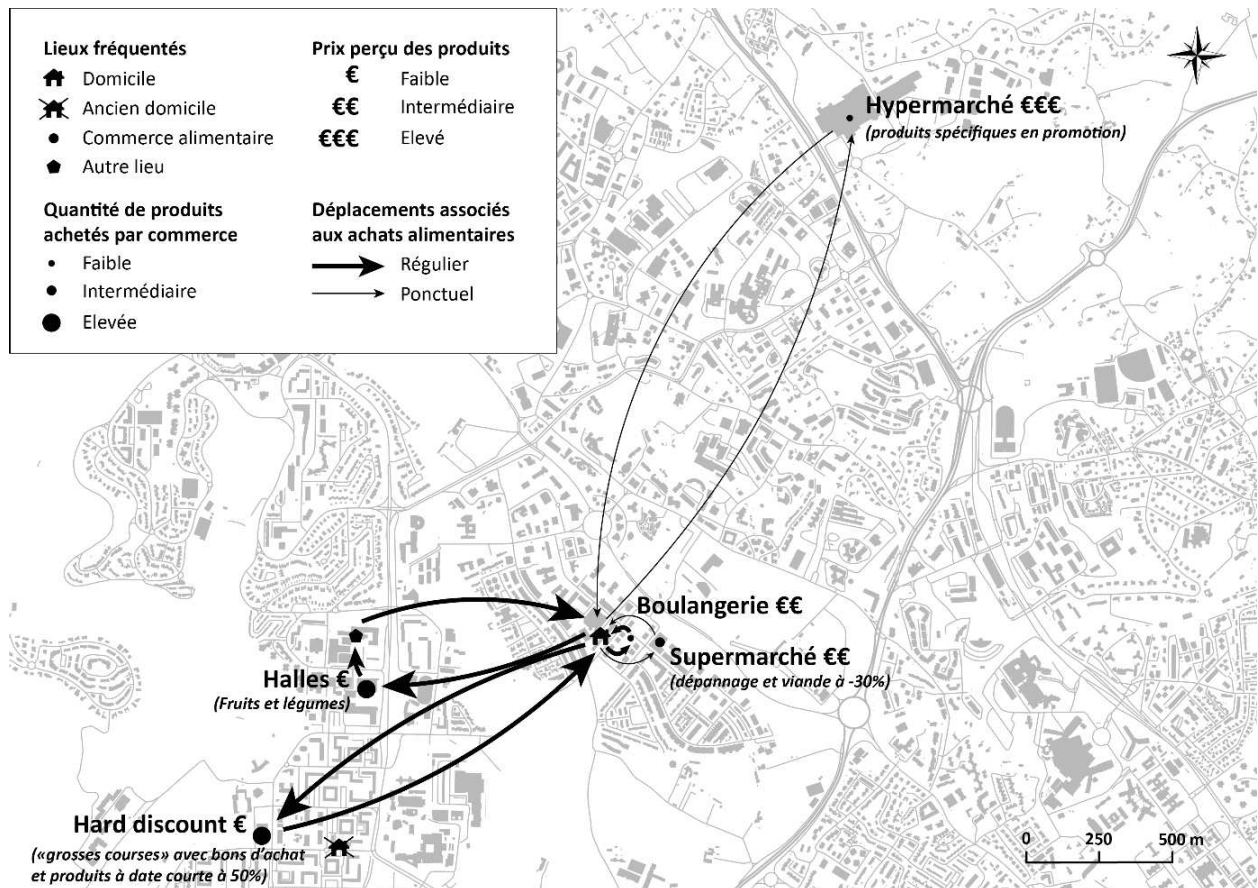 Lieux fréquentés
Domicile
Ancien domicile
Commerce alimentaire
Autre lieu
Quantité de produits
achetés par commerce
Faible
Intermédiaire
Elevée
Prix perçu des produits
€ Faible
€€ Intermédiaire
€€€ Elevé
Déplacements associés
aux achats alimentaires
Régulier
Ponctuel
Hypermarché €€€
(produits spécifiques en promotion)
Boulangerie €€
Supermarché €€
(dépannage et viande à -30%)
Halles €
(Fruits et légumes)
Hard discount €
(«grosses courses» avec bons d'achat
et produits à date courte à 50%)
0 250 500 m